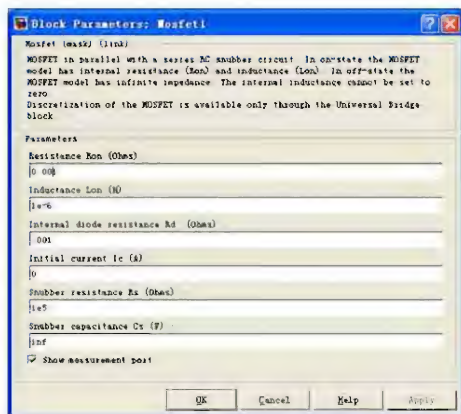 Block Parameters: Mosfet1
Mosfet (mask) (link)
MOSFET in parallel with a series RC snubber circuit. In on-state the MOSFET
model has internal resistance (Ron) and inductance (Lon). In off-state the
MOSFET model has infinite impedance. The internal inductance cannot be set to
zero.
Discretization of the MOSFET is available only through the Universal Bridge
block.
Parameters
Resistance Ron (Ohms)
Inductance Lon (H)
1e-6
Internal diode resistance Rd (Ohms)
.001
Initial current Ic (A)
0
Snubber resistance Rs (Ohms)
1e5
Snubber capacitance Cs (F)
inf
Show measurement port
OK Cancel Help Apply